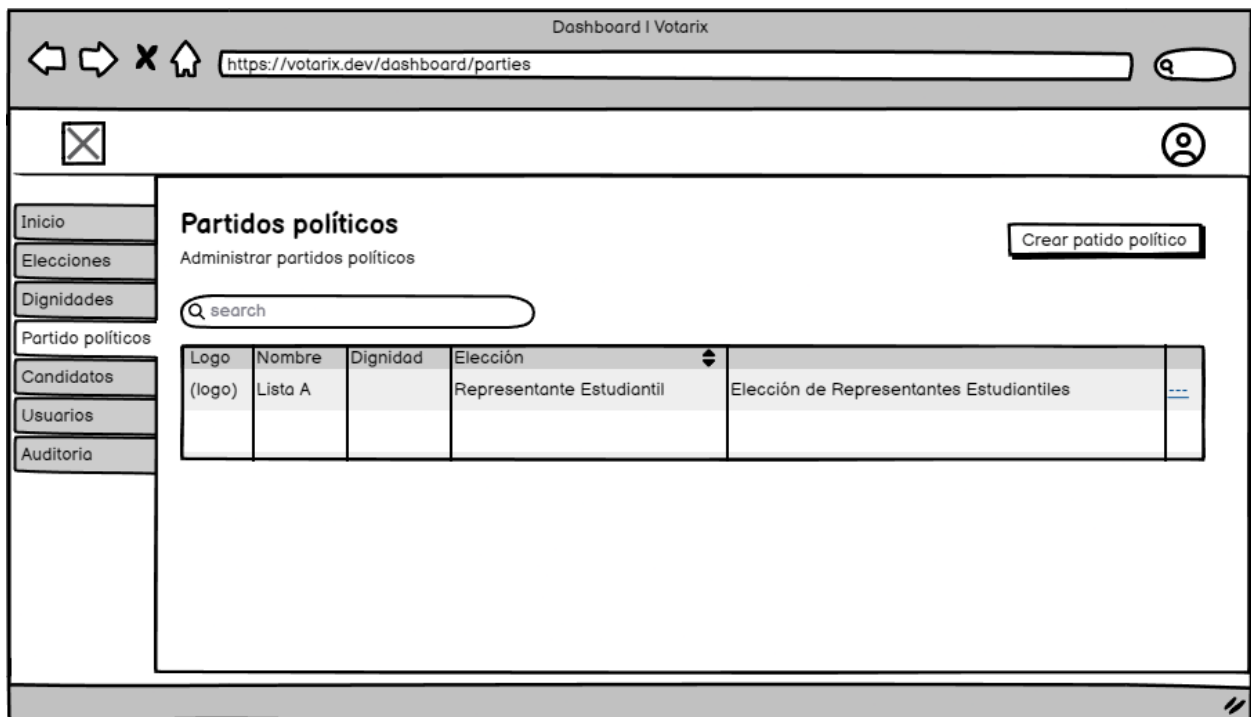 Dashboard | Votarix
https://votarix.dev/dashboard/parties
Inicio
Elecciones
Dignidades
Partido políticos
Candidatos
Usuarios
Auditoria
Partidos políticos
Administrar partidos políticos
Crear patido político
search
Logo Nombre Dignidad Elección
(logo) Lista A Representante Estudiantil Elección de Representantes Estudiantiles ---